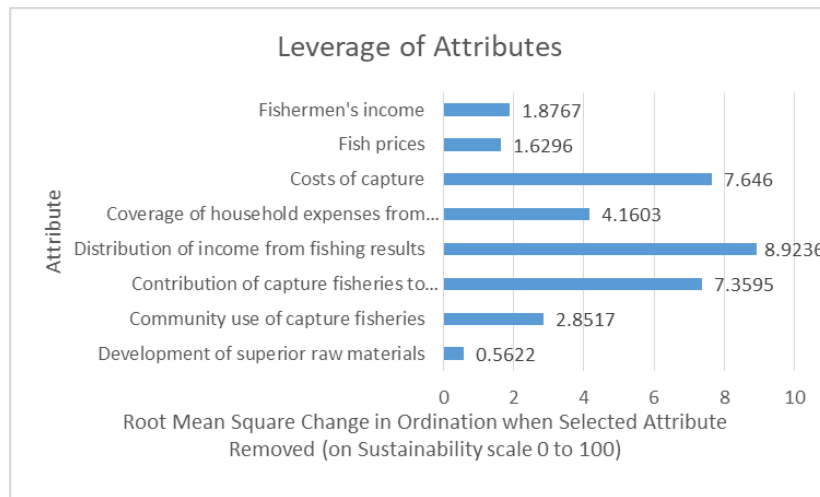 Leverage of Attributes
Attribute
Fishermen's income
1.8767
Fish prices
1.6296
Costs of capture
7.646
Coverage of household expenses from...
4.1603
Distribution of income from fishing results
8.9236
Contribution of capture fisheries to...
7.3595
Community use of capture fisheries
2.8517
Development of superior raw materials
0.5622
0 2 4 6 8 10
Root Mean Square Change in Ordination when Selected Attribute
Removed (on Sustainability scale 0 to 100)